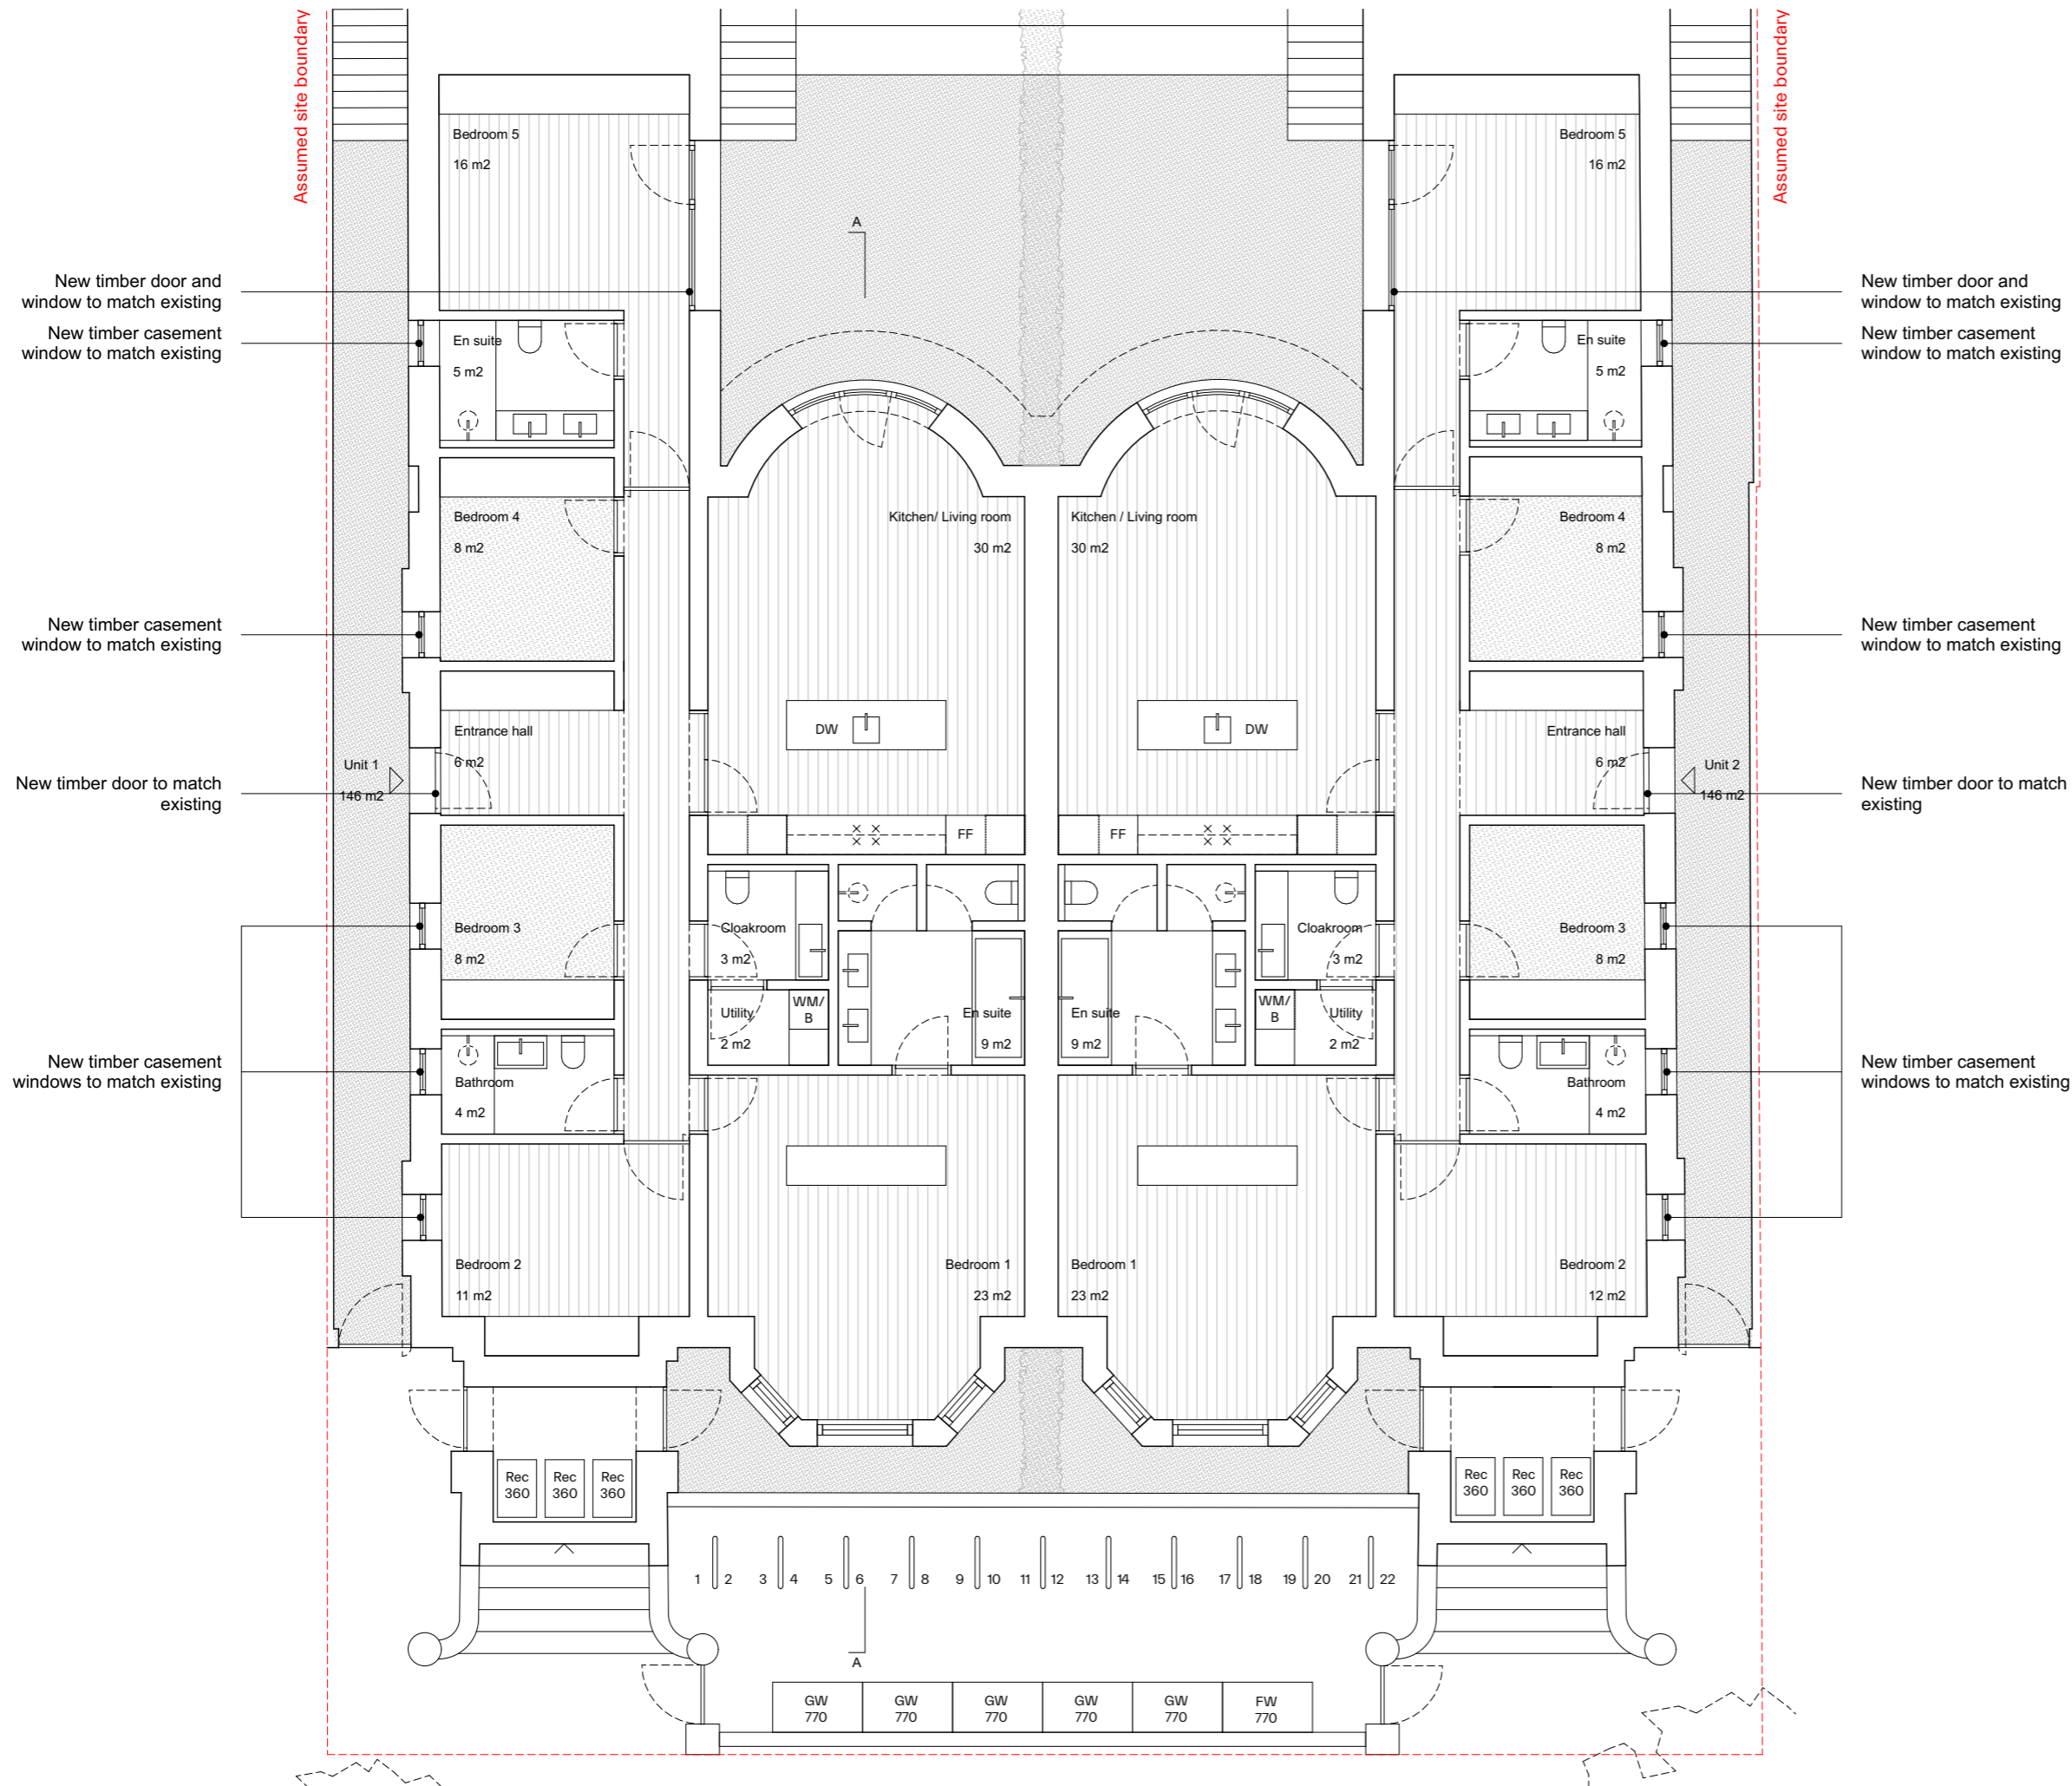 Assumed site boundary
Assumed site boundary
Bedroom 5
16 m2
Bedroom 5
16 m2
A
New timber door and
window to match existing
New timber door and
window to match existing
New timber casement
window to match existing
En suite
5 m2
En suite
5 m2
New timber casement
window to match existing
Bedroom 4
8 m2
Kitchen/ Living room
30 m2
Kitchen / Living room
30 m2
Bedroom 4
8 m2
New timber casement
window to match existing
New timber casement
window to match existing
Entrance hall
6 m2
DW
DW
Entrance hall
6 m2
Unit 1
146 m2
Unit 2
146 m2
New timber door to match
existing
New timber door to match
existing
FF
FF
Bedroom 3
8 m2
Cloakroom
3 m2
Cloakroom
3 m2
Bedroom 3
8 m2
Utility
2 m2
WM/
B
En suite
9 m2
En suite
9 m2
WM/
B
Utility
2 m2
New timber casement
windows to match existing
Bathroom
4 m2
Bathroom
4 m2
New timber casement
windows to match existing
Bedroom 2
11 m2
Bedroom 1
23 m2
Bedroom 1
23 m2
Bedroom 2
12 m2
Rec
360
Rec
360
Rec
360
Rec
360
Rec
360
Rec
360
1 2 3 4 5 6 7 8 9 10 11 12 13 14 15 16 17 18 19 20 21 22
A
GW
770
GW
770
GW
770
GW
770
GW
770
FW
770